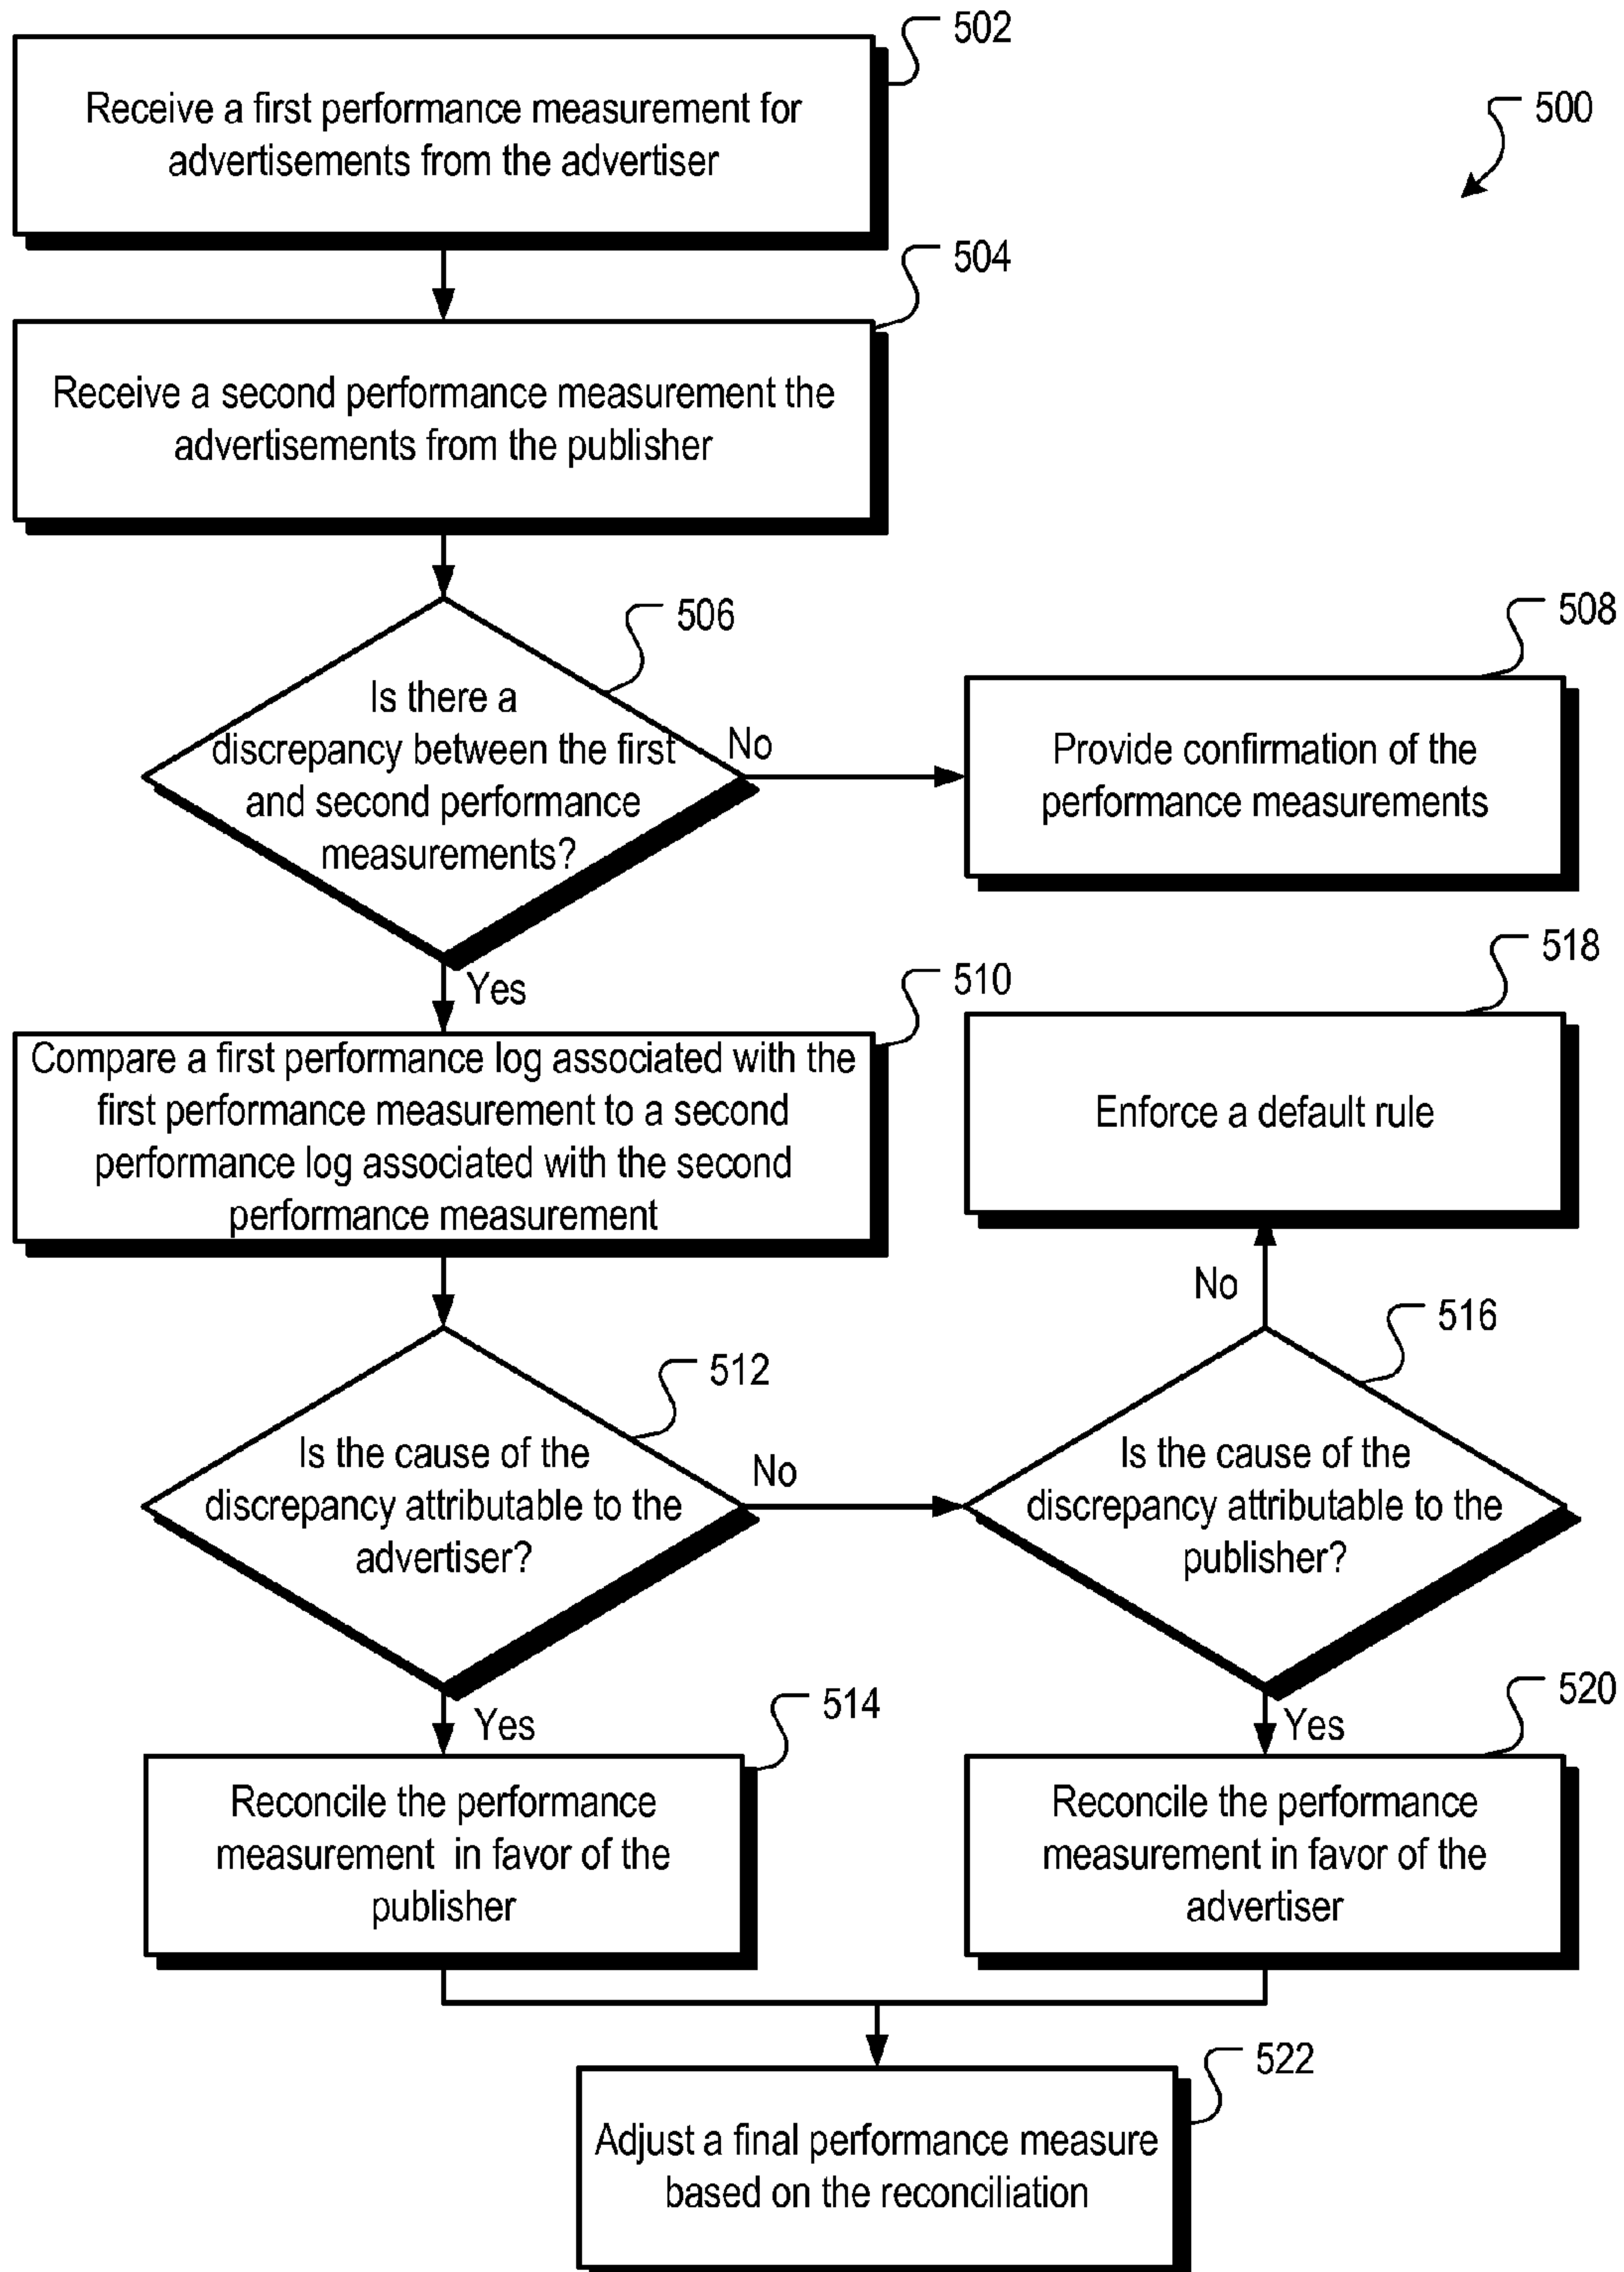 502
Receive a first performance measurement for
advertisements from the advertiser
500
504
Receive a second performance measurement the
advertisements from the publisher
506
Is there a
discrepancy between the first
and second performance
measurements?
No
508
Provide confirmation of the
performance measurements
Yes
510
Compare a first performance log associated with the
first performance measurement to a second
performance log associated with the second
performance measurement
518
Enforce a default rule
No
512
Is the cause of the
discrepancy attributable to the
advertiser?
No
516
Is the cause of the
discrepancy attributable to the
publisher?
Yes
514
Reconcile the performance
measurement in favor of the
publisher
Yes
520
Reconcile the performance
measurement in favor of the
advertiser
522
Adjust a final performance measure
based on the reconciliation